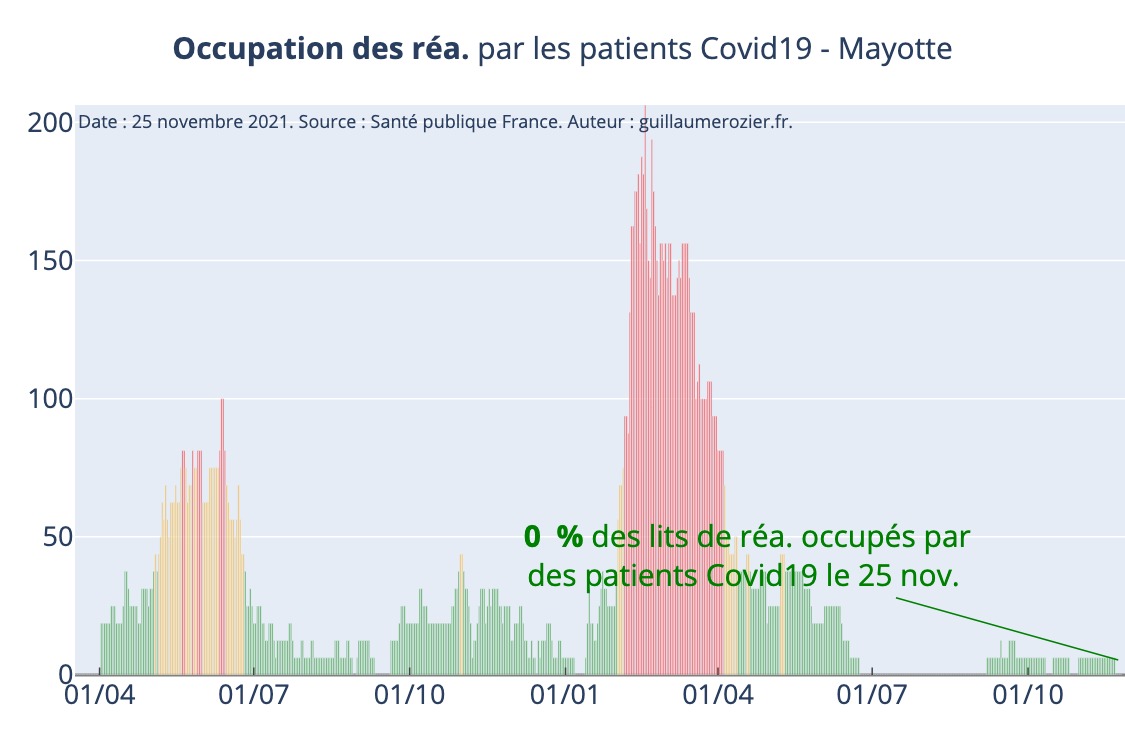 Occupation des réa. par les patients Covid19 - Mayotte
200
Date : 25 novembre 2021. Source : Santé publique France. Auteur : guillaumerozier.fr.
150
100
50
0 % des lits de réa. occupés par
des patients Covid19 le 25 nov.
0
01/04 01/07 01/10 01/01 01/04 01/07 01/10